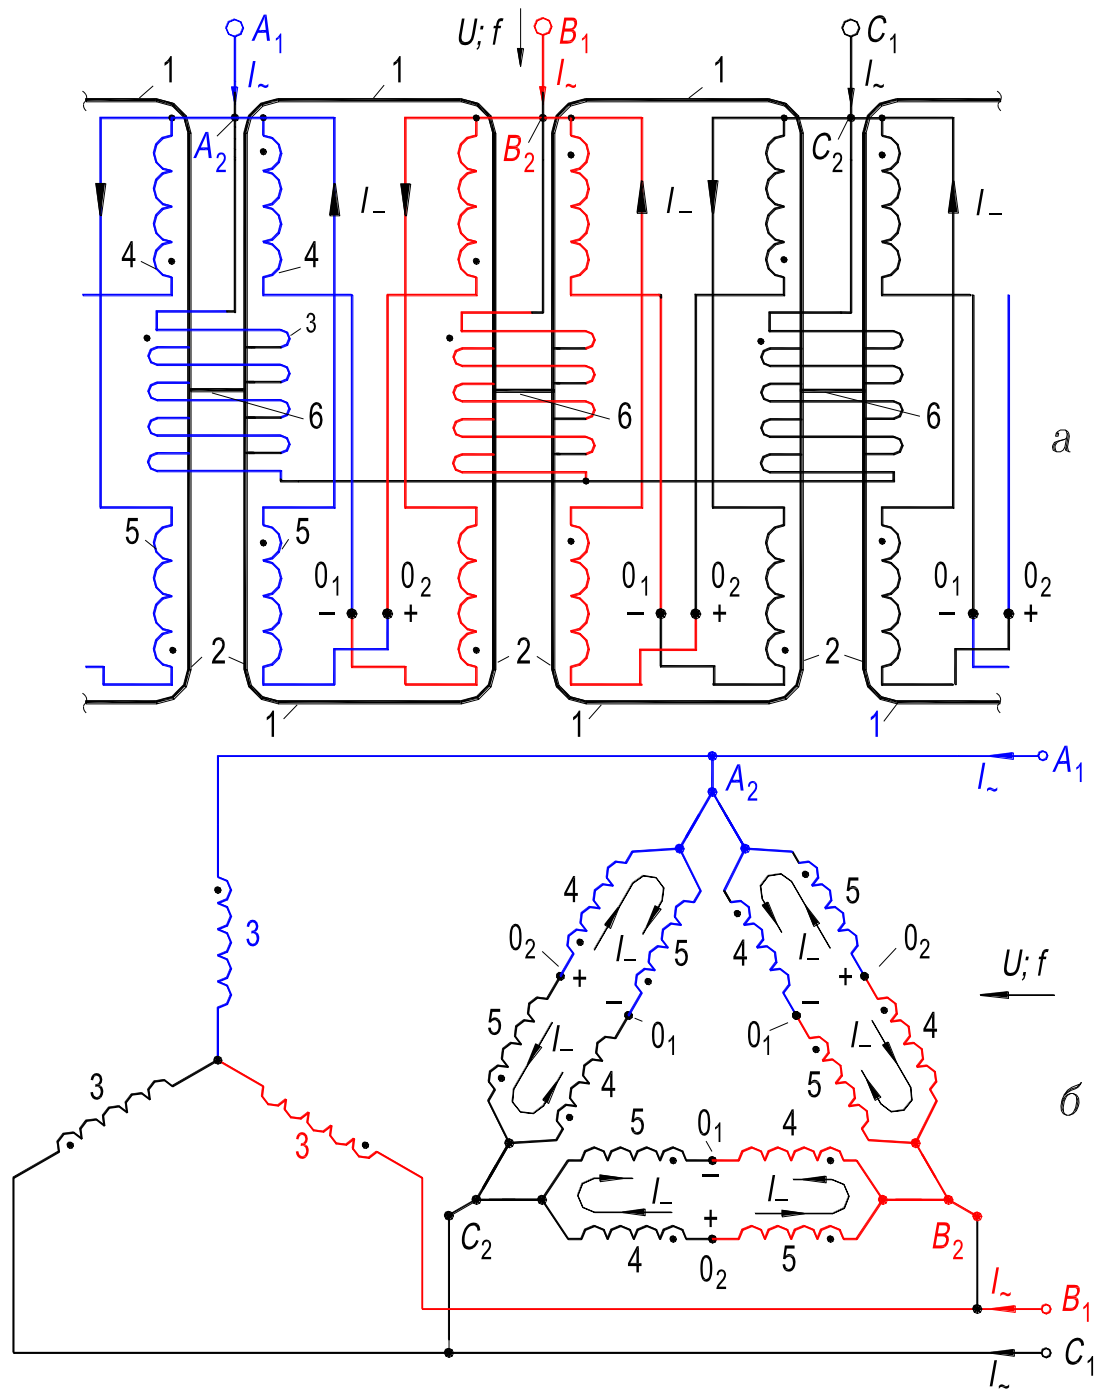 A₁ U; f B₁ C₁
1 I~ 1 I~ 1 I~
A₂ B₂ C₂
I₋ I₋ I₋
4 4
3
6 6 6 а
5 5
0₁ 0₂ 0₁ 0₂ 0₁ 0₂
– + – + – +
2 2 2
1 1 1
A₂ I~ A₁
4 5
3 0₂ I₋ 5 4 I₋ 0₂
+ – – + U; f
5 I₋ 0₁ 0₁ I₋ 4
3 4 5 б
3 5 0₁ 4
–
I₋ I₋
+
C₂ 4 0₂ 5 B₂
I~ B₁
I~ C₁